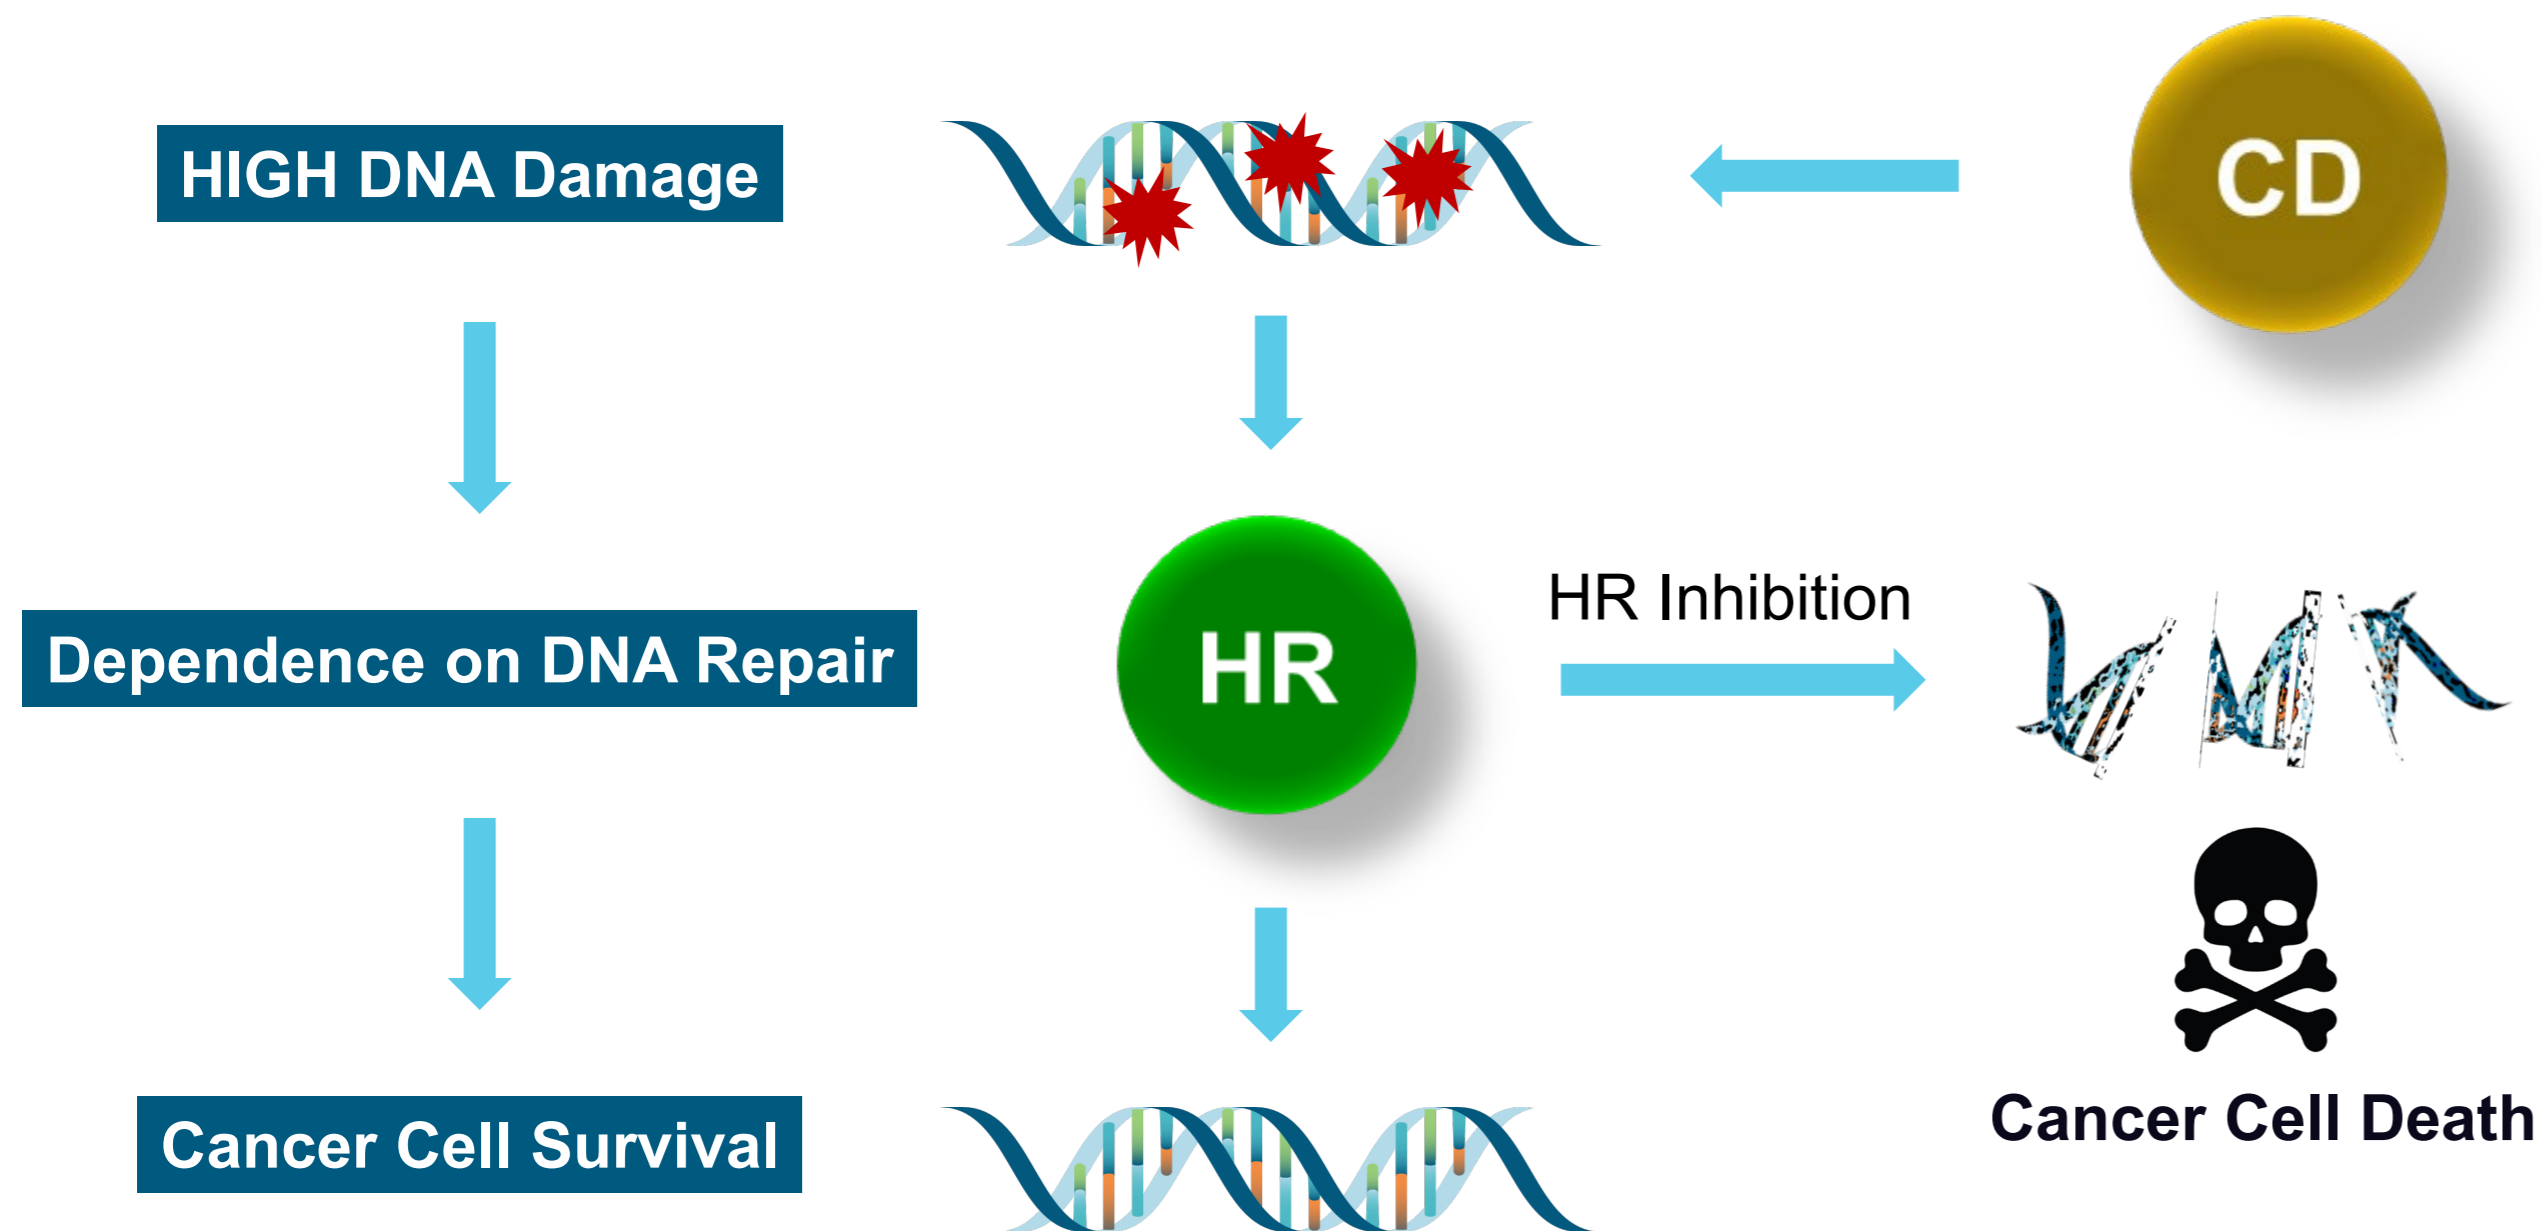 HIGH DNA Damage
CD
Dependence on DNA Repair
HR
HR Inhibition
Cancer Cell Survival
Cancer Cell Death